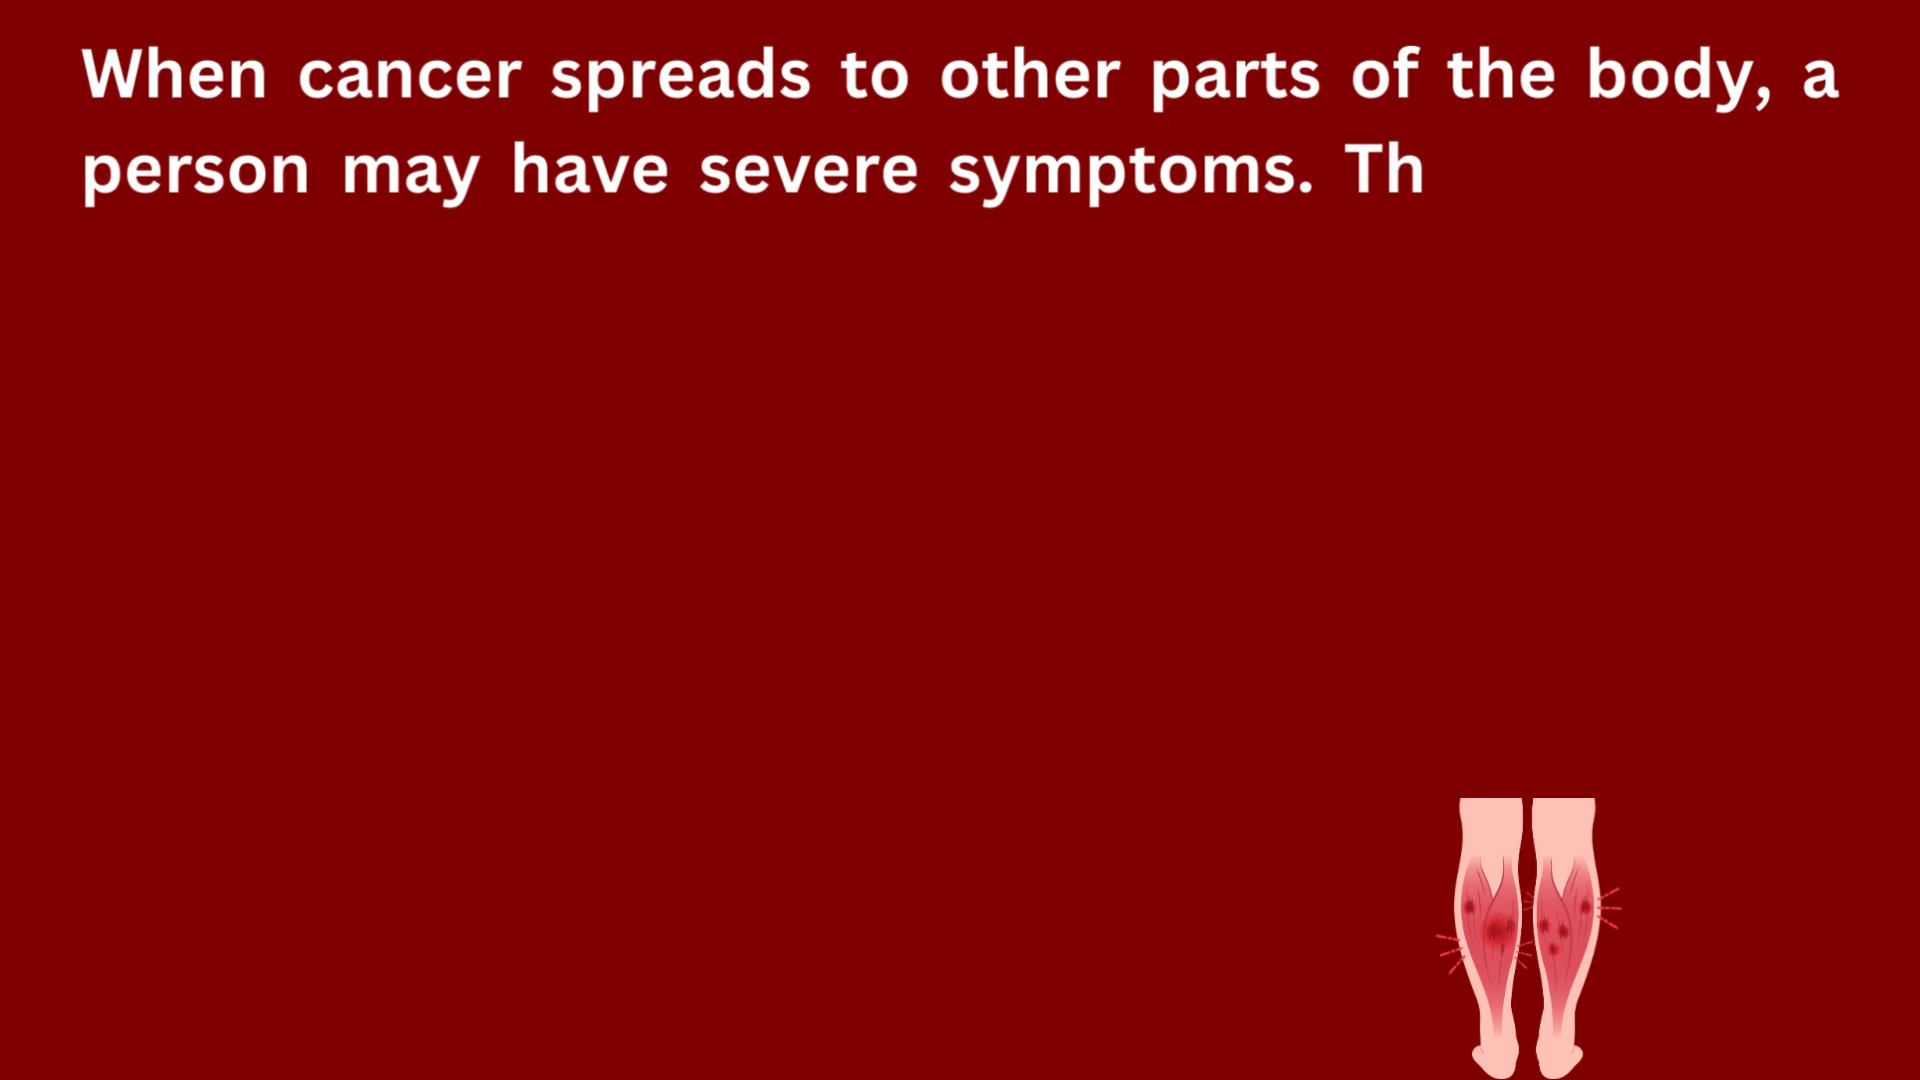 When cancer spreads to other parts of the body, a
person may have severe symptoms. Th